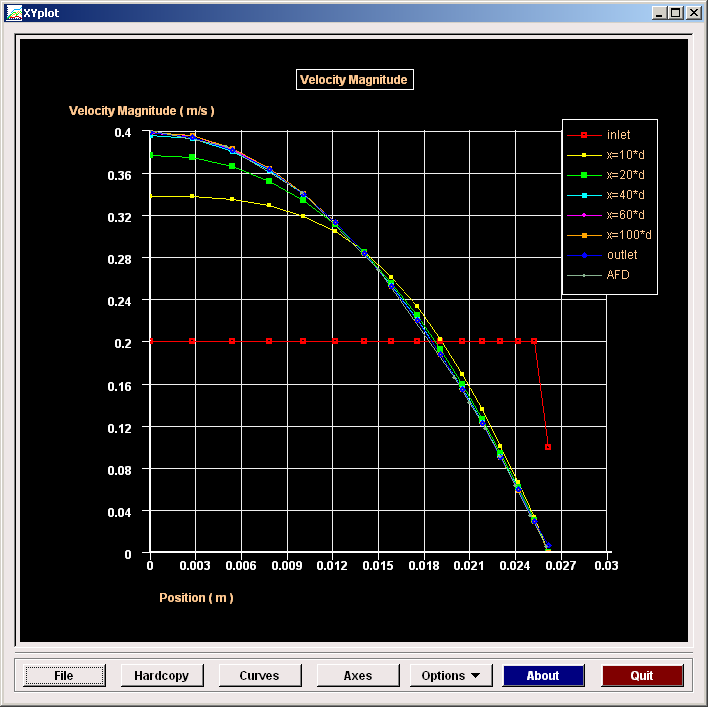 XYplot
Velocity Magnitude
Velocity Magnitude ( m/s )
inlet
x=10*d
x=20*d
x=40*d
x=60*d
x=100*d
outlet
AFD
0.4
0.36
0.32
0.28
0.24
0.2
0.16
0.12
0.08
0.04
0
0 0.003 0.006 0.009 0.012 0.015 0.018 0.021 0.024 0.027 0.03
Position ( m )
File Hardcopy Curves Axes Options About Quit